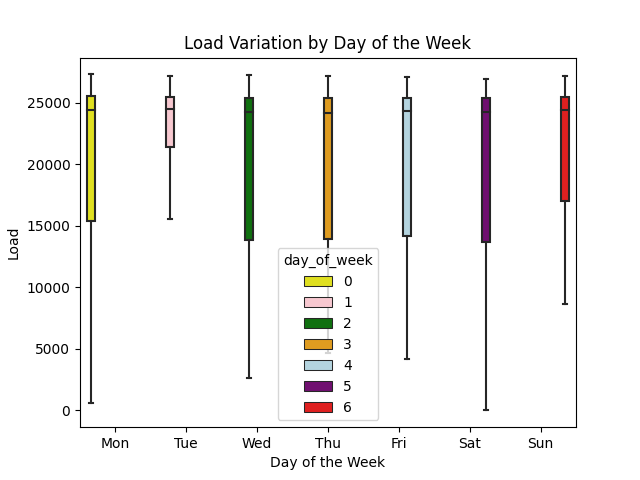 Load Variation by Day of the Week
Load
25000
20000
15000
10000
5000
0
day_of_week
0
1
2
3
4
5
6
Mon Tue Wed Thu Fri Sat Sun
Day of the Week